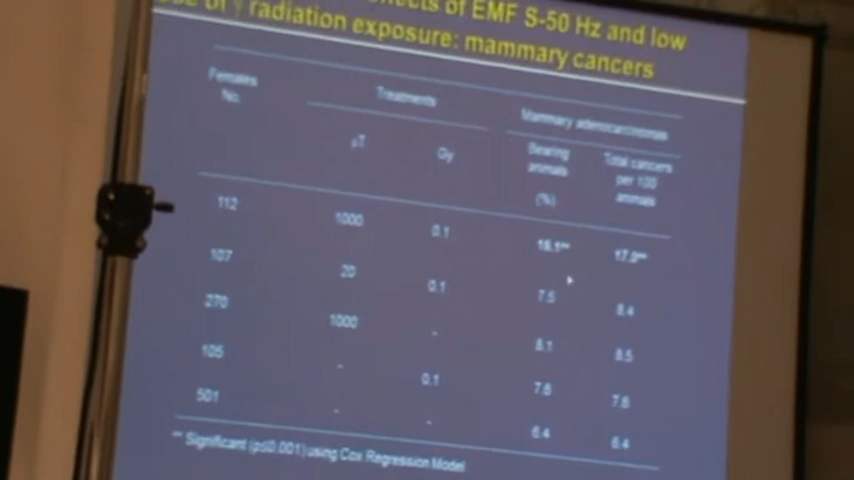 of EMF S-50 Hz and low
of γ radiation exposure: mammary cancers
Females No.
Treatments
Mammary adenocarcinomas
µT
Gy
Bearing animals (%)
Total cancers per 100 animals
112 1000 0.1 16.1** 17.0**
107 20 0.1 7.5 8.4
270 1000 - 8.1 8.5
105 - 0.1 7.6 7.6
501 - - 6.4 6.4
** Significant (p≤0.001) using Cox Regression Model